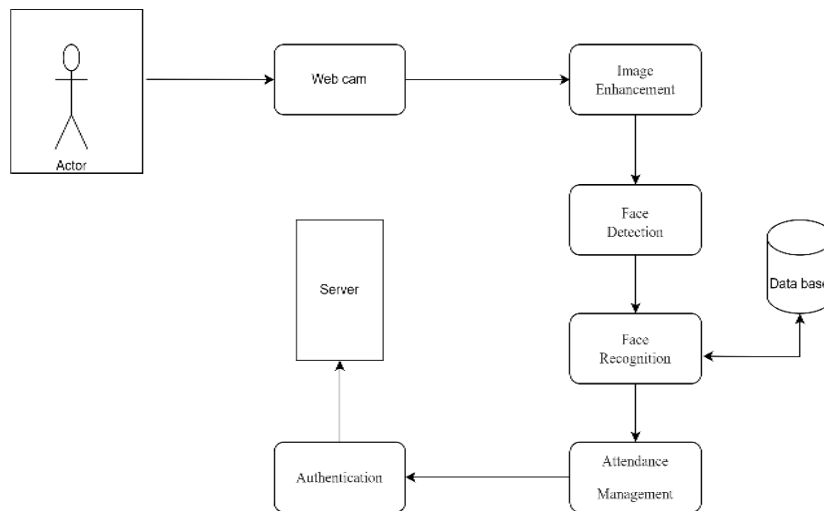 Actor
Web cam
Image
Enhancement
Face
Detection
Server
Data base
Face
Recognition
Authentication
Attendance
Management